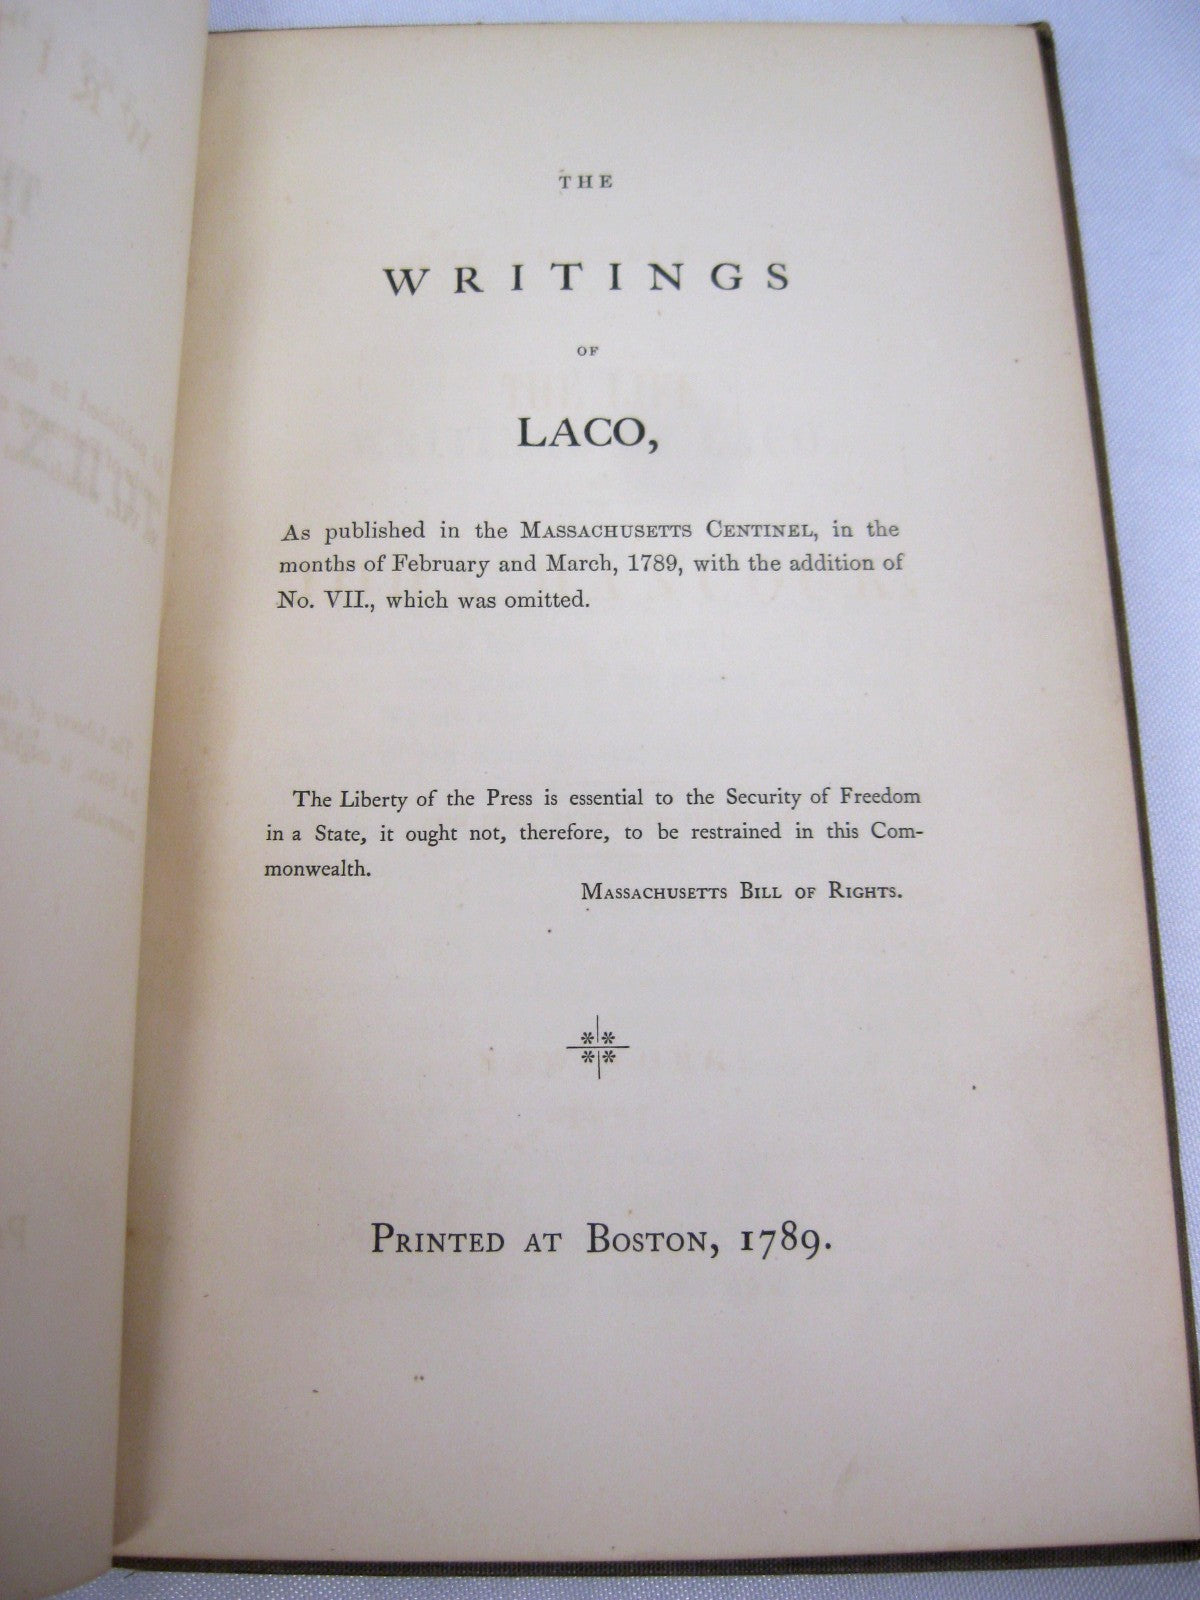 THE
WRITINGS
OF
LACO,
As published in the MASSACHUSETTS CENTINEL, in the
months of February and March, 1789, with the addition of
No. VII., which was omitted.
The Liberty of the Press is essential to the Security of Freedom
in a State, it ought not, therefore, to be restrained in this Com-
monwealth.
MASSACHUSETTS BILL OF RIGHTS.
PRINTED AT BOSTON, 1789.